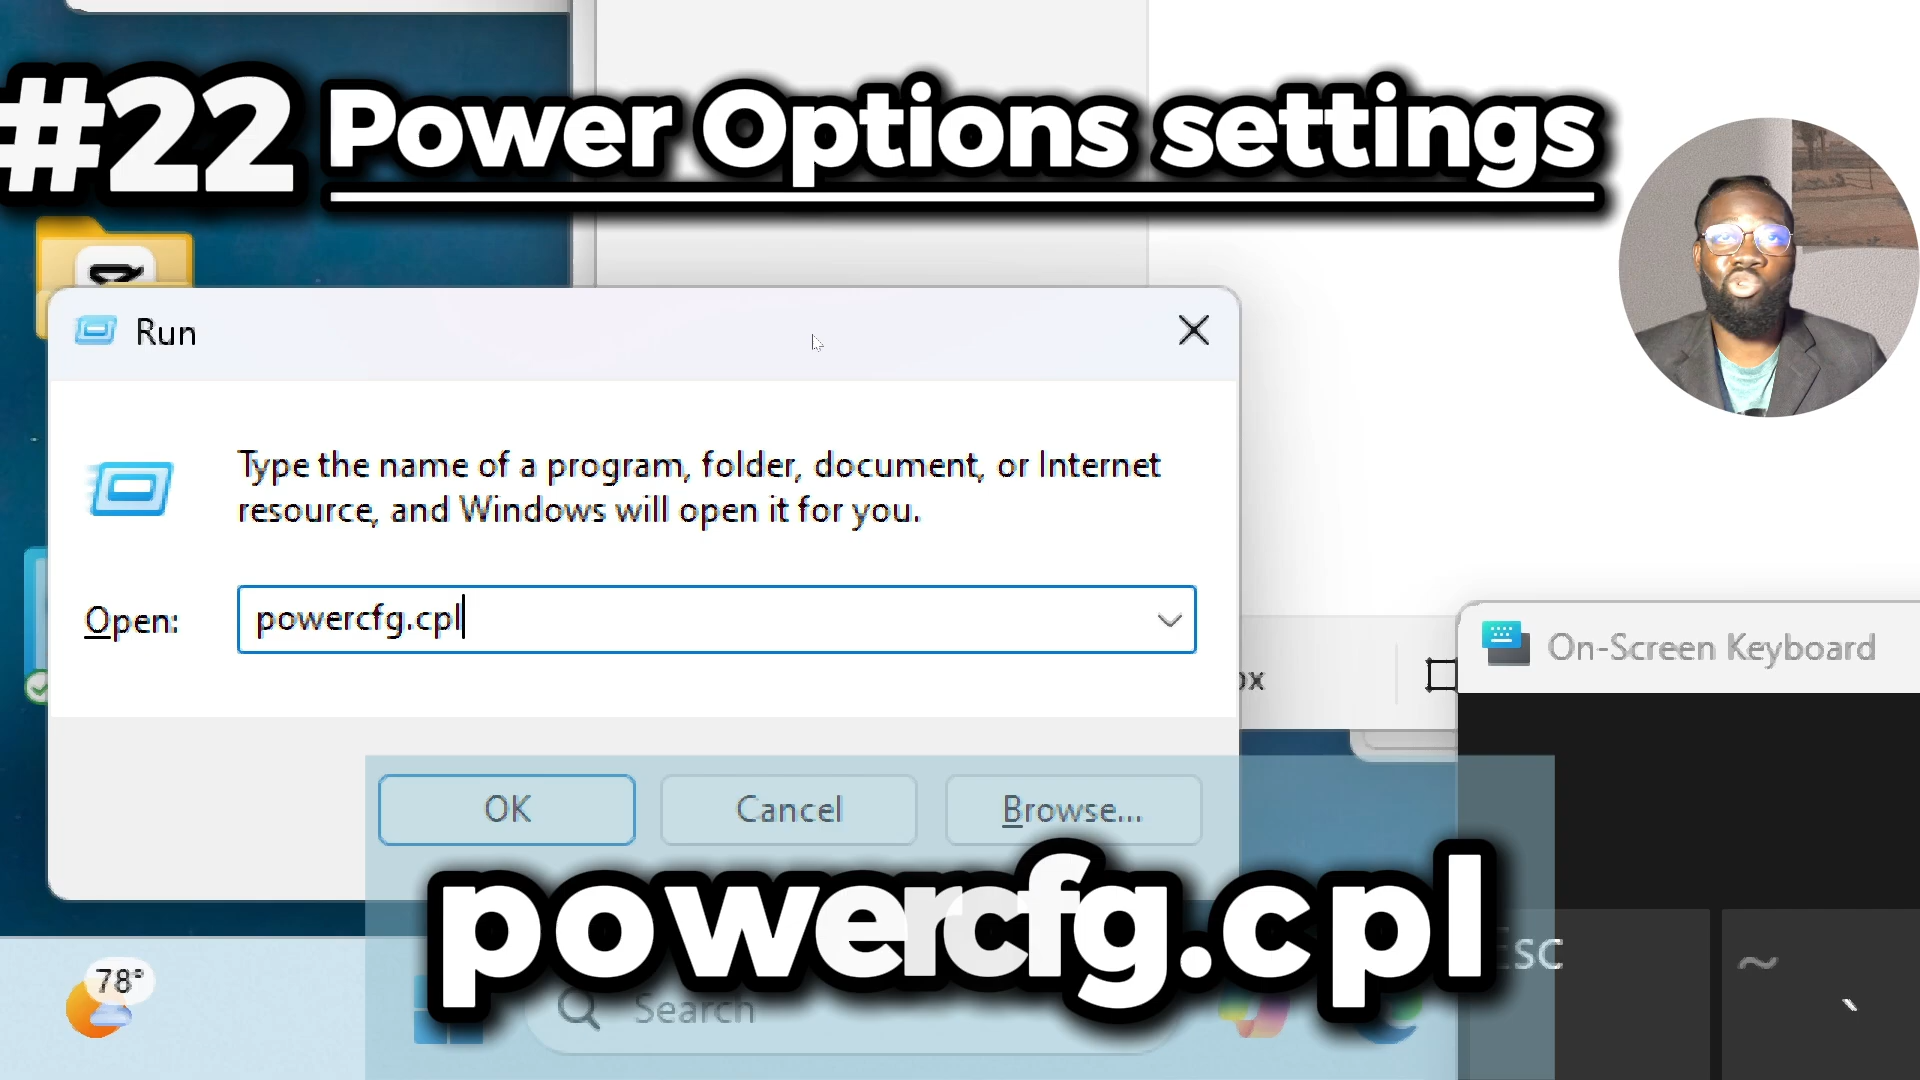 #22 Power Options settings
Run
Type the name of a program, folder, document, or Internet
resource, and Windows will open it for you.
Open:
powercfg.cpl
On-Screen Keyboard
OK
Cancel
Browse...
powercfg.cpl
Esc
~
`
78°
Search